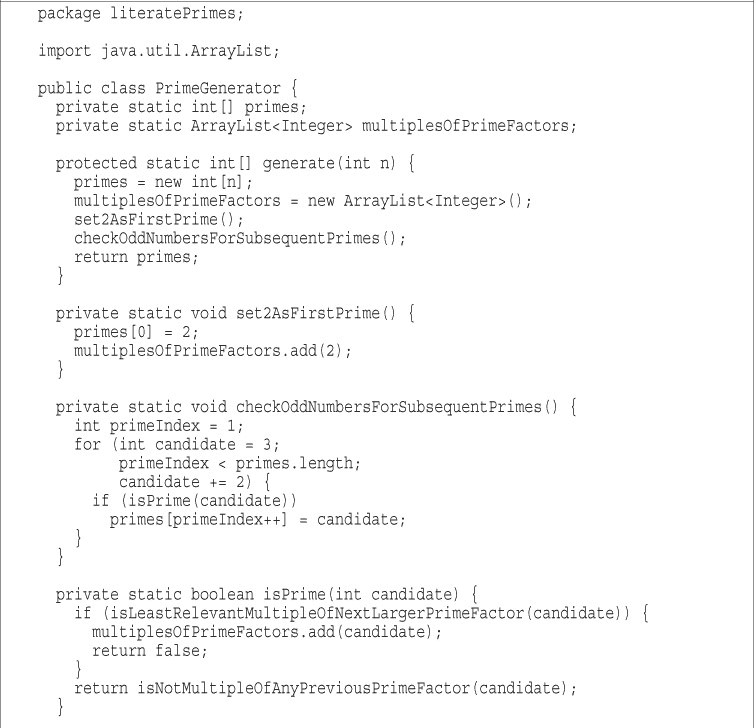 package literatePrimes;

import java.util.ArrayList;

public class PrimeGenerator {
  private static int[] primes;
  private static ArrayList<Integer> multiplesOfPrimeFactors;

  protected static int[] generate(int n) {
    primes = new int[n];
    multiplesOfPrimeFactors = new ArrayList<Integer>();
    set2AsFirstPrime();
    checkOddNumbersForSubsequentPrimes();
    return primes;
  }

  private static void set2AsFirstPrime() {
    primes[0] = 2;
    multiplesOfPrimeFactors.add(2);
  }

  private static void checkOddNumbersForSubsequentPrimes() {
    int primeIndex = 1;
    for (int candidate = 3;
         primeIndex < primes.length;
         candidate += 2) {
      if (isPrime(candidate))
        primes[primeIndex++] = candidate;
    }
  }

  private static boolean isPrime(int candidate) {
    if (isLeastRelevantMultipleOfNextLargerPrimeFactor(candidate)) {
      multiplesOfPrimeFactors.add(candidate);
      return false;
    }
    return isNotMultipleOfAnyPreviousPrimeFactor(candidate);
  }